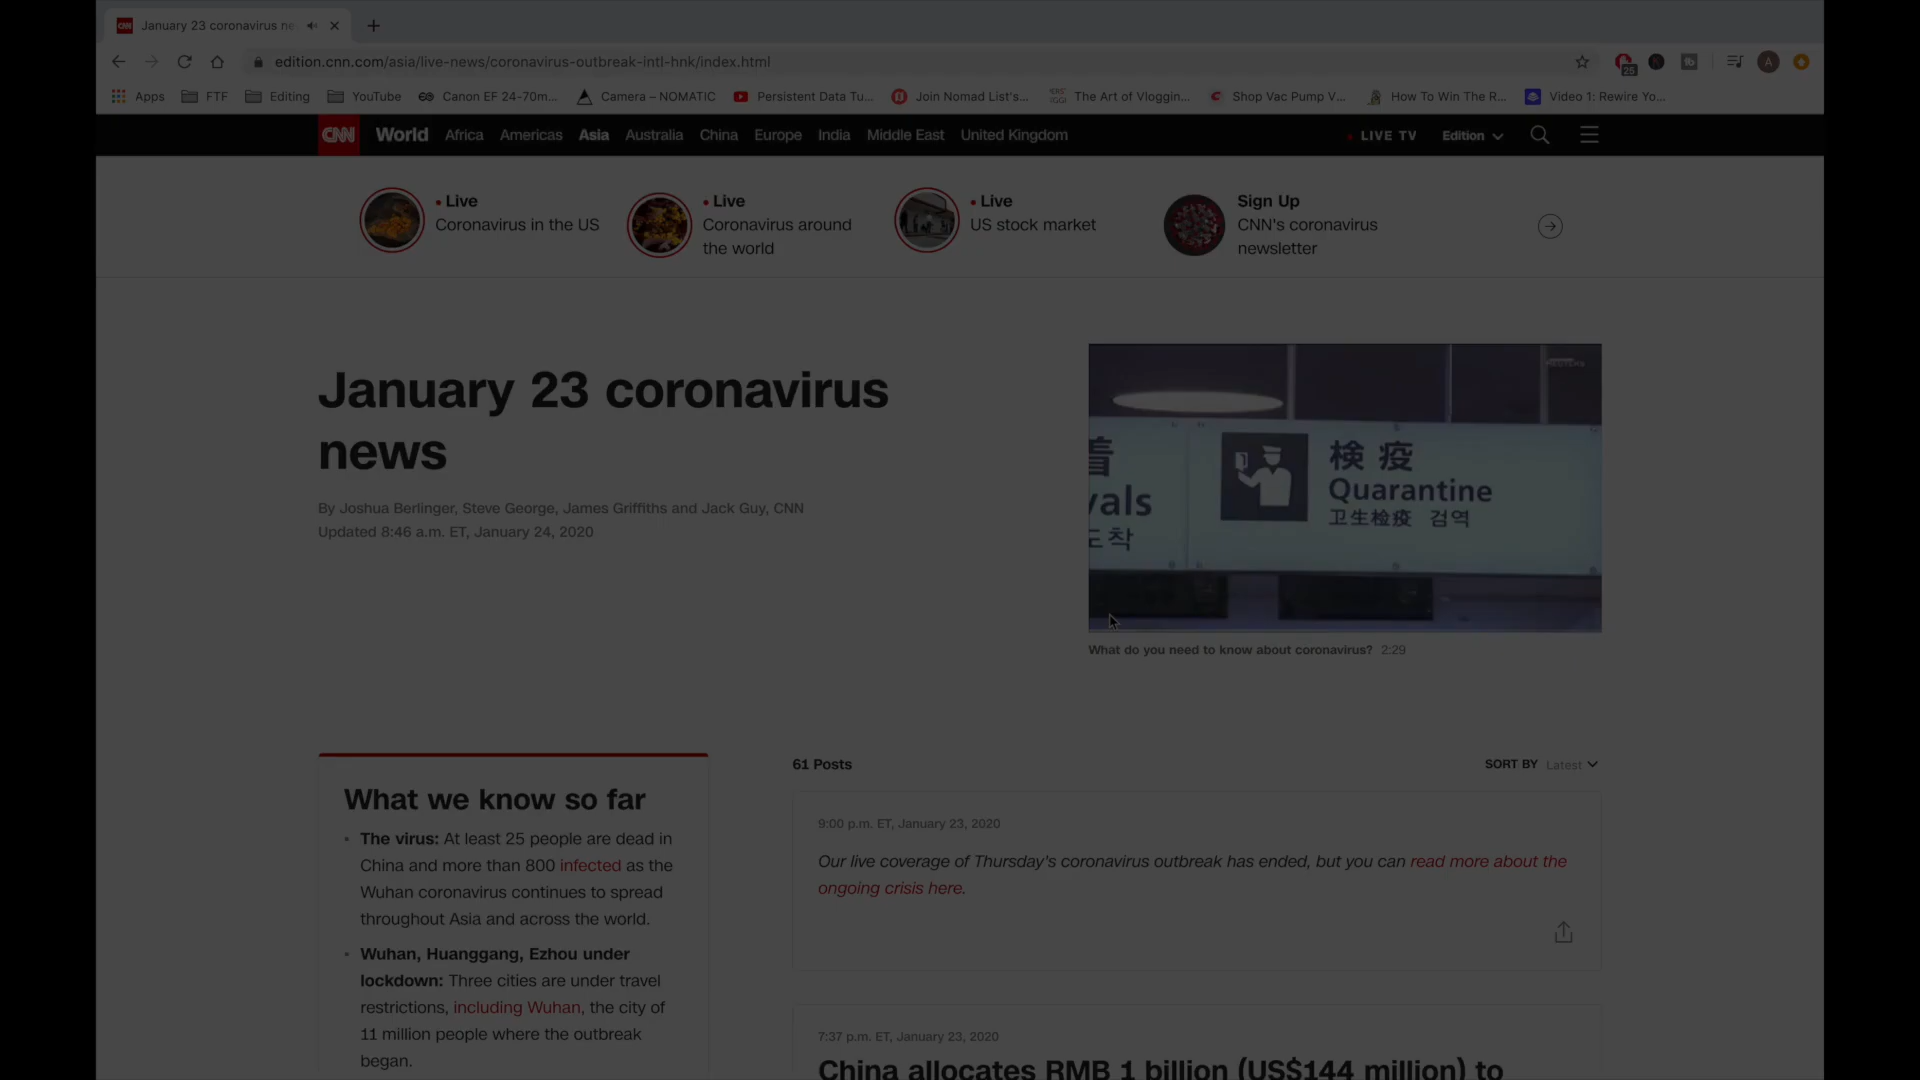 January 23 coronavirus ne
edition.cnn.com/asia/live-news/coronavirus-outbreak-intl-hnk/index.html
25
A
Apps FTF Editing YouTube Canon EF 24-70m... Camera – NOMATIC Persistent Data Tu... Join Nomad List's... The Art of Vloggin... Shop Vac Pump V... How To Win The R... Video 1: Rewire Yo...
CNN World Africa Americas Asia Australia China Europe India Middle East United Kingdom LIVE TV Edition
Live
Coronavirus in the US
Live
Coronavirus around
the world
Live
US stock market
Sign Up
CNN's coronavirus
newsletter
January 23 coronavirus
news
By Joshua Berlinger, Steve George, James Griffiths and Jack Guy, CNN
Updated 8:46 a.m. ET, January 24, 2020
REUTERS
着
vals
도착
検疫
Quarantine
卫生检疫 검역
What do you need to know about coronavirus? 2:29
What we know so far
• The virus: At least 25 people are dead in
China and more than 800 infected as the
Wuhan coronavirus continues to spread
throughout Asia and across the world.
• Wuhan, Huanggang, Ezhou under
lockdown: Three cities are under travel
restrictions, including Wuhan, the city of
11 million people where the outbreak
began.
61 Posts
SORT BY Latest
9:00 p.m. ET, January 23, 2020
Our live coverage of Thursday's coronavirus outbreak has ended, but you can read more about the
ongoing crisis here.
7:37 p.m. ET, January 23, 2020
China allocates RMB 1 billion (US$144 million) to